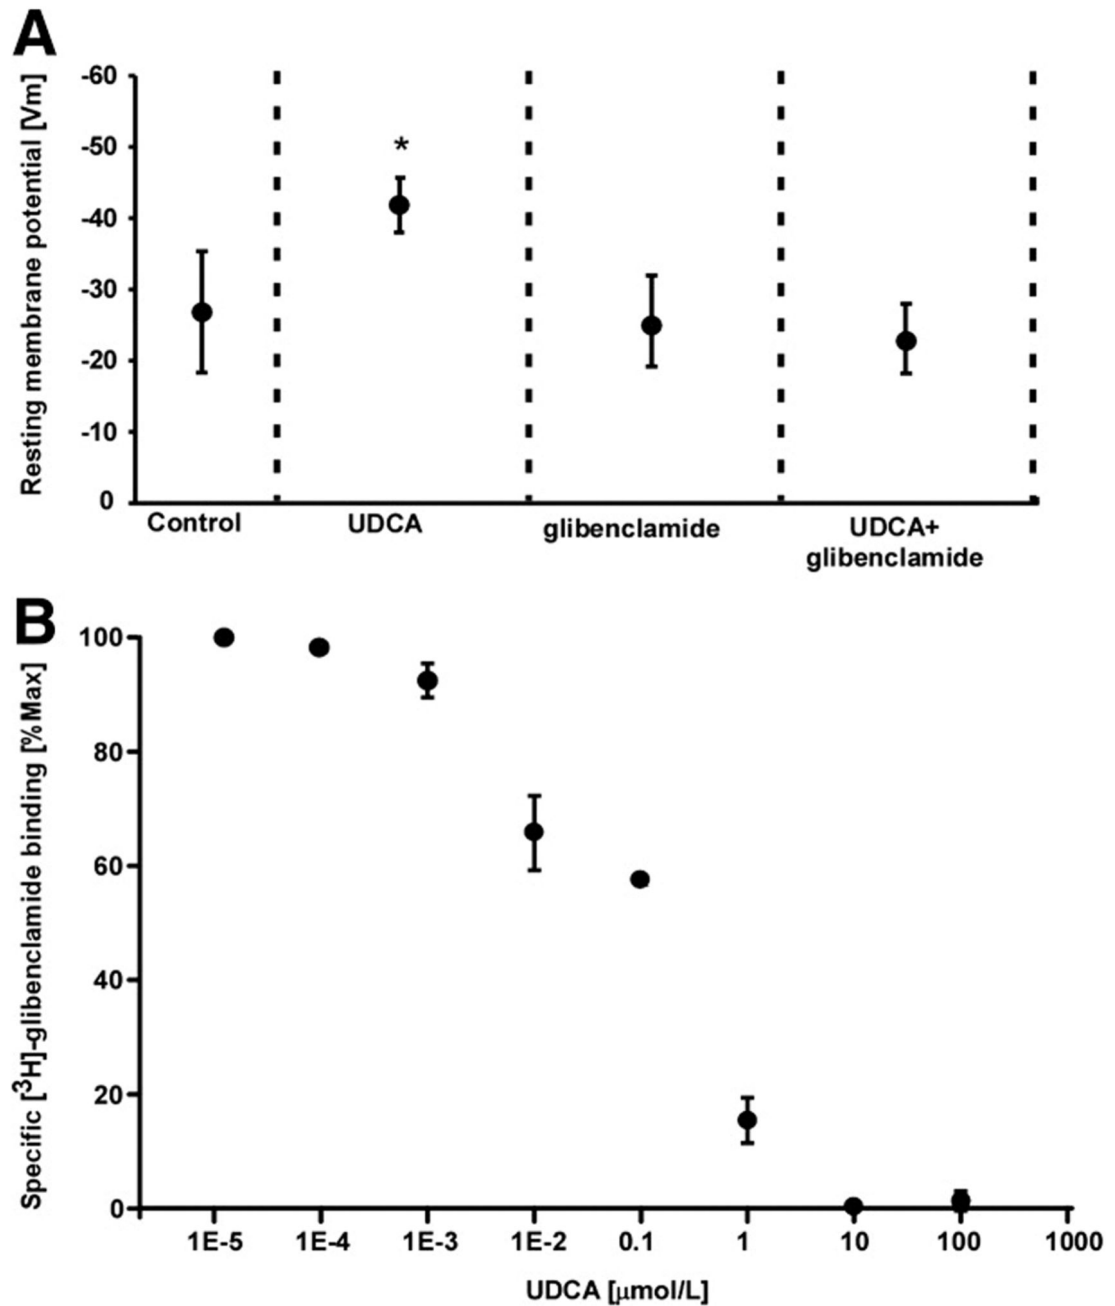 A
Resting membrane potential [Vm]
-60
-50
-40
-30
-20
-10
0
*
Control
UDCA
glibenclamide
UDCA+
glibenclamide
B
Specific [³H]-glibenclamide binding [%Max]
100
80
60
40
20
0
1E-5 1E-4 1E-3 1E-2 0.1 1 10 100 1000
UDCA [μmol/L]